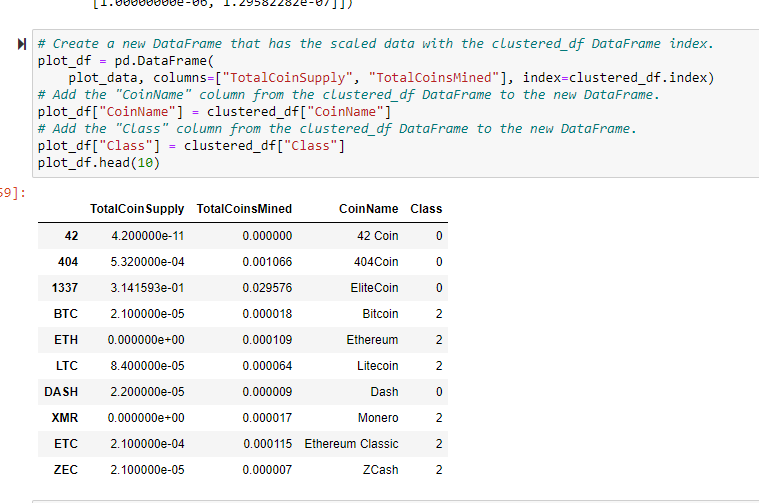 [1.00000000e-06, 1.29582282e-07]])
# Create a new DataFrame that has the scaled data with the clustered_df DataFrame index.
plot_df = pd.DataFrame(
    plot_data, columns=["TotalCoinSupply", "TotalCoinsMined"], index=clustered_df.index)
# Add the "CoinName" column from the clustered_df DataFrame to the new DataFrame.
plot_df["CoinName"] = clustered_df["CoinName"]
# Add the "Class" column from the clustered_df DataFrame to the new DataFrame.
plot_df["Class"] = clustered_df["Class"]
plot_df.head(10)
59]:
TotalCoinSupply TotalCoinsMined CoinName Class
42 4.200000e-11 0.000000 42 Coin 0
404 5.320000e-04 0.001066 404Coin 0
1337 3.141593e-01 0.029576 EliteCoin 0
BTC 2.100000e-05 0.000018 Bitcoin 2
ETH 0.000000e+00 0.000109 Ethereum 2
LTC 8.400000e-05 0.000064 Litecoin 2
DASH 2.200000e-05 0.000009 Dash 0
XMR 0.000000e+00 0.000017 Monero 2
ETC 2.100000e-04 0.000115 Ethereum Classic 2
ZEC 2.100000e-05 0.000007 ZCash 2